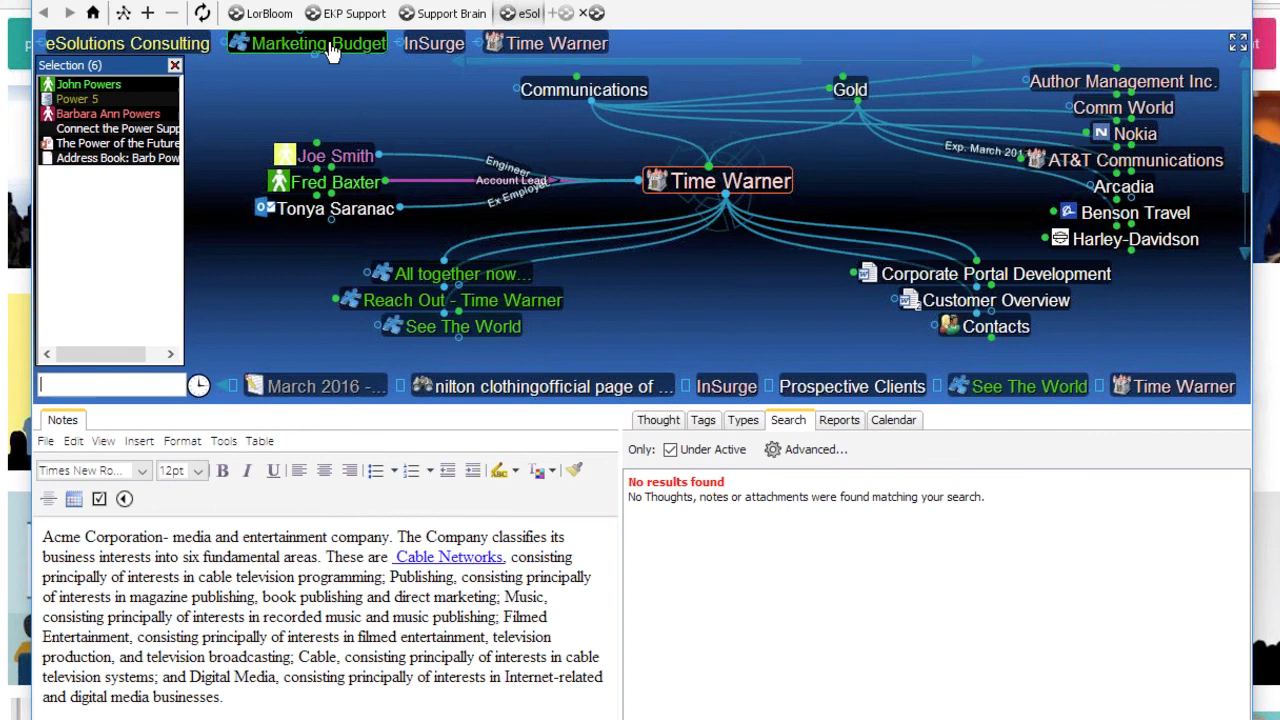 LorBloom
EKP Support
Support Brain
eSol
eSolutions Consulting
Marketing Budget
InSurge
Time Warner
Selection (6)
John Powers
Power 5
Barbara Ann Powers
Connect the Power Supp
The Power of the Future
Address Book: Barb Pow
Communications
Gold
Author Management Inc.
Comm World
Nokia
AT&T Communications
Arcadia
Benson Travel
Harley-Davidson
Exp. March 201
Joe Smith
Fred Baxter
Tonya Saranac
Engineer
Account Lead
Ex Employee
Time Warner
All together now...
Reach Out - Time Warner
See The World
Corporate Portal Development
Customer Overview
Contacts
March 2016 -...
nilton clothingofficial page of ...
InSurge
Prospective Clients
See The World
Time Warner
Notes
File Edit View Insert Format Tools Table
Times New Ro... 12pt B I U
Acme Corporation- media and entertainment company. The Company classifies its
business interests into six fundamental areas. These are Cable Networks, consisting
principally of interests in cable television programming; Publishing, consisting principally
of interests in magazine publishing, book publishing and direct marketing; Music,
consisting principally of interests in recorded music and music publishing; Filmed
Entertainment, consisting principally of interests in filmed entertainment, television
production, and television broadcasting; Cable, consisting principally of interests in cable
television systems; and Digital Media, consisting principally of interests in Internet-related
and digital media businesses.
Thought Tags Types Search Reports Calendar
Only: Under Active Advanced...
No results found
No Thoughts, notes or attachments were found matching your search.